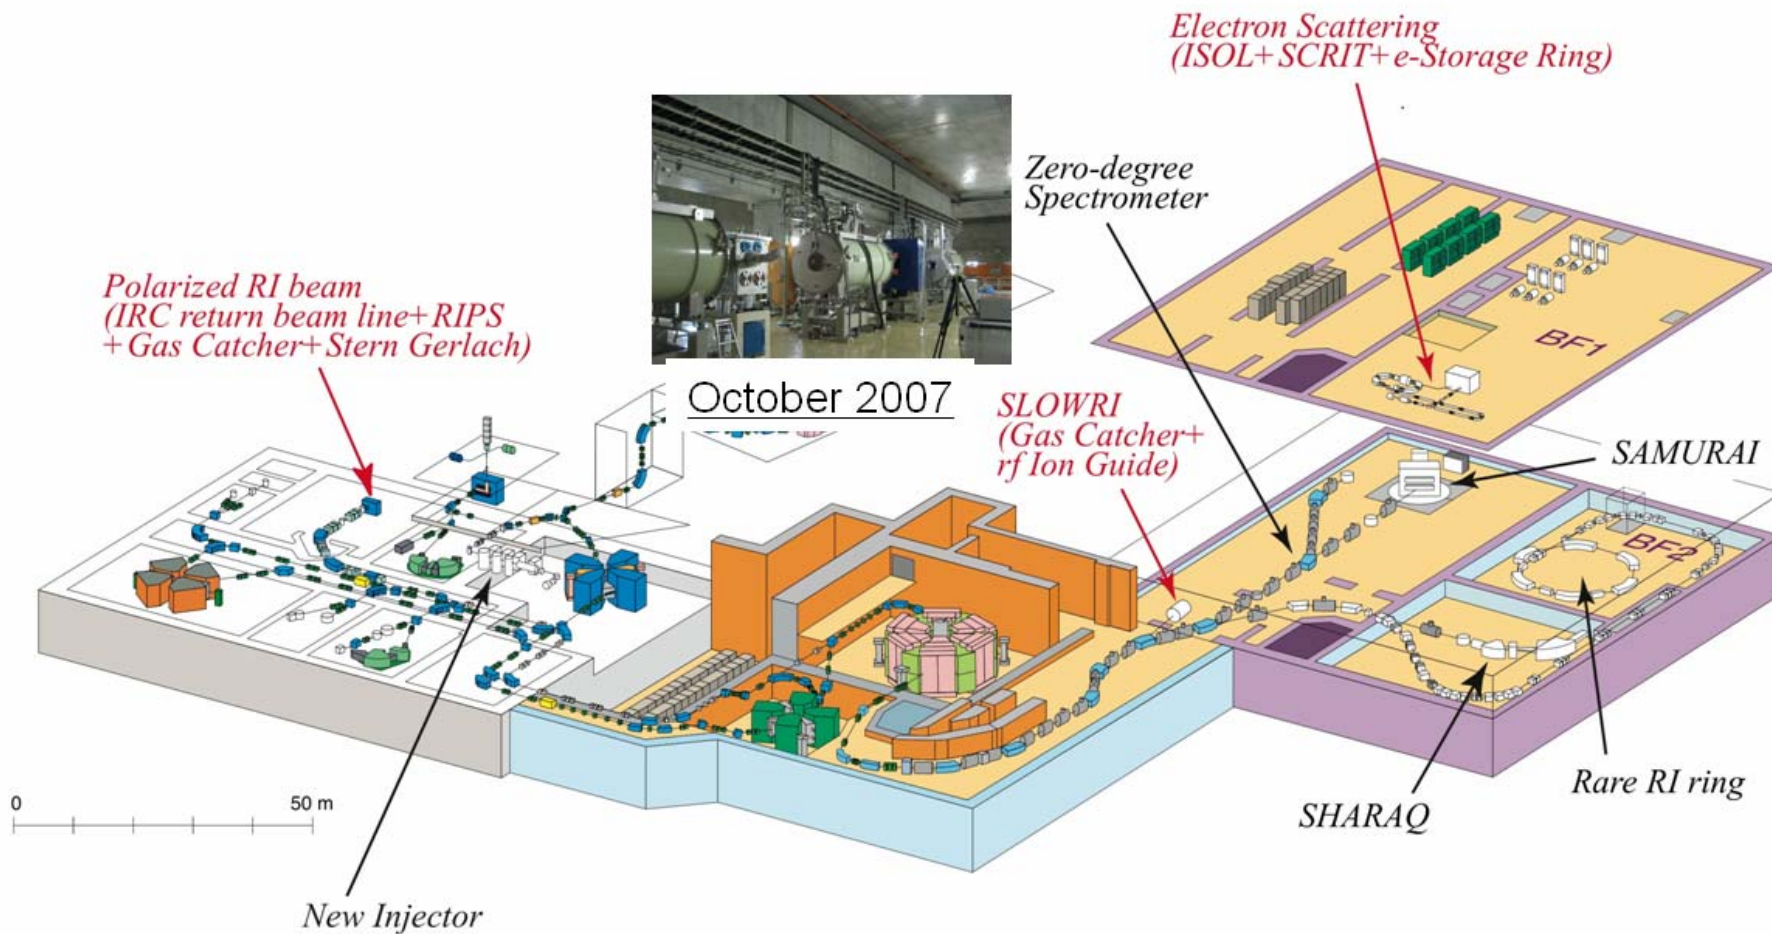 Electron Scattering
(ISOL+SCRIT+e-Storage Ring)
Zero-degree
Spectrometer
Polarized RI beam
(IRC return beam line+RIPS
+Gas Catcher+Stern Gerlach)
October 2007
SLOWRI
(Gas Catcher+
rf Ion Guide)
BF1
SAMURAI
BF2
Rare RI ring
SHARAQ
0 50 m
New Injector